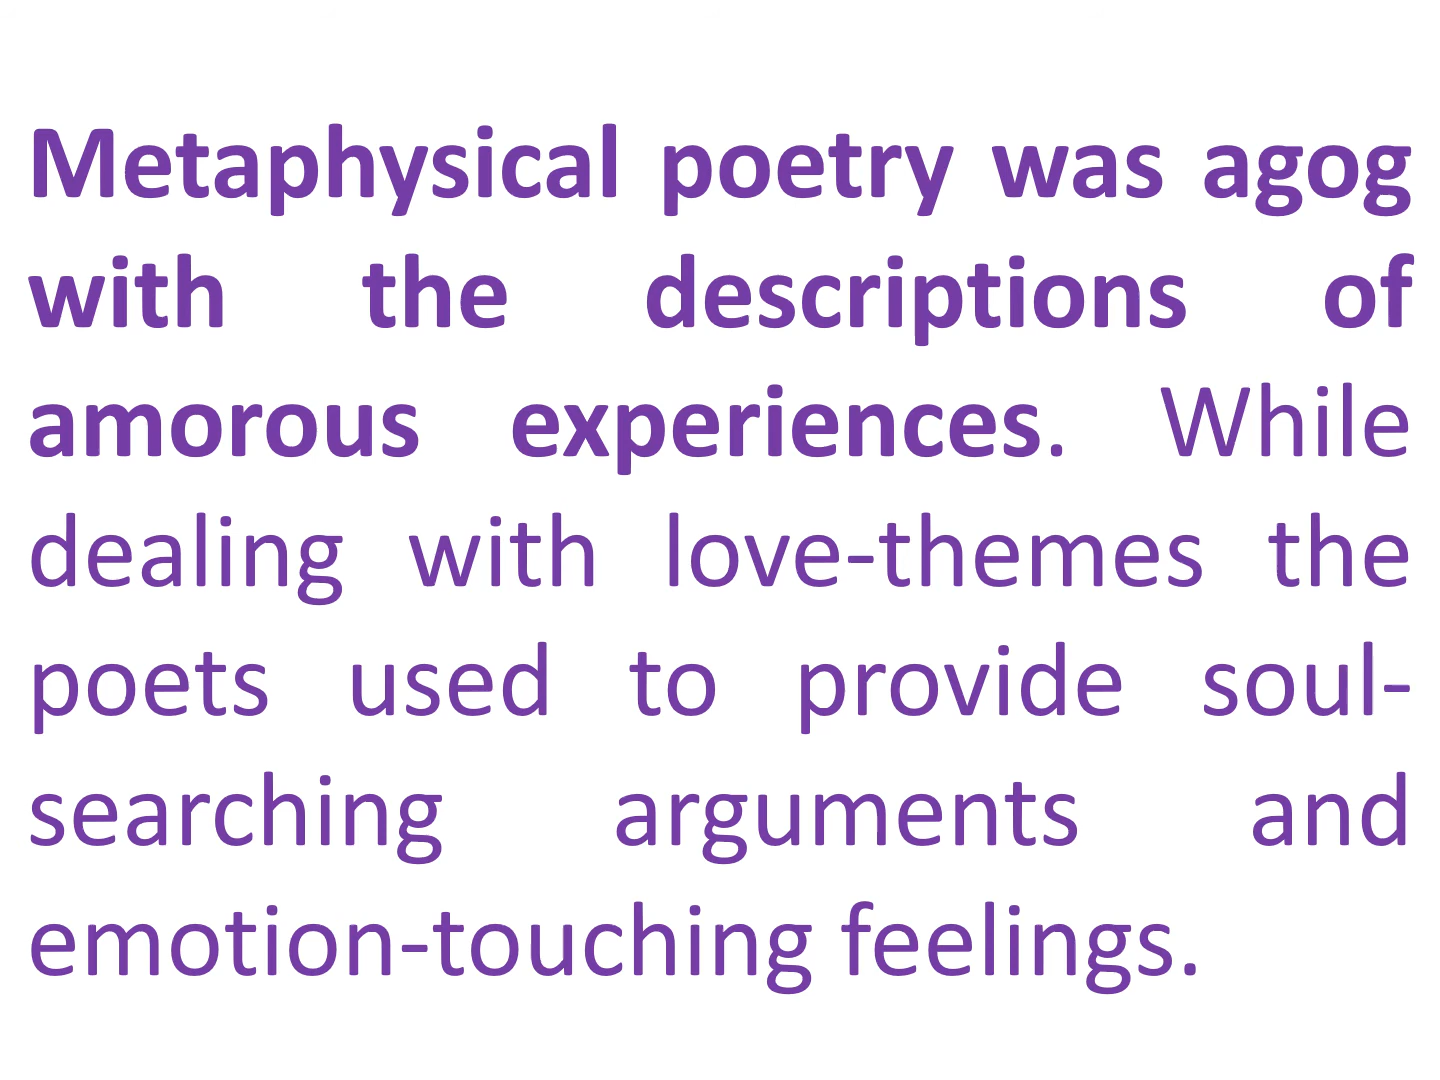 Metaphysical poetry was agog
with the descriptions of
amorous experiences. While
dealing with love-themes the
poets used to provide soul-
searching arguments and
emotion-touching feelings.